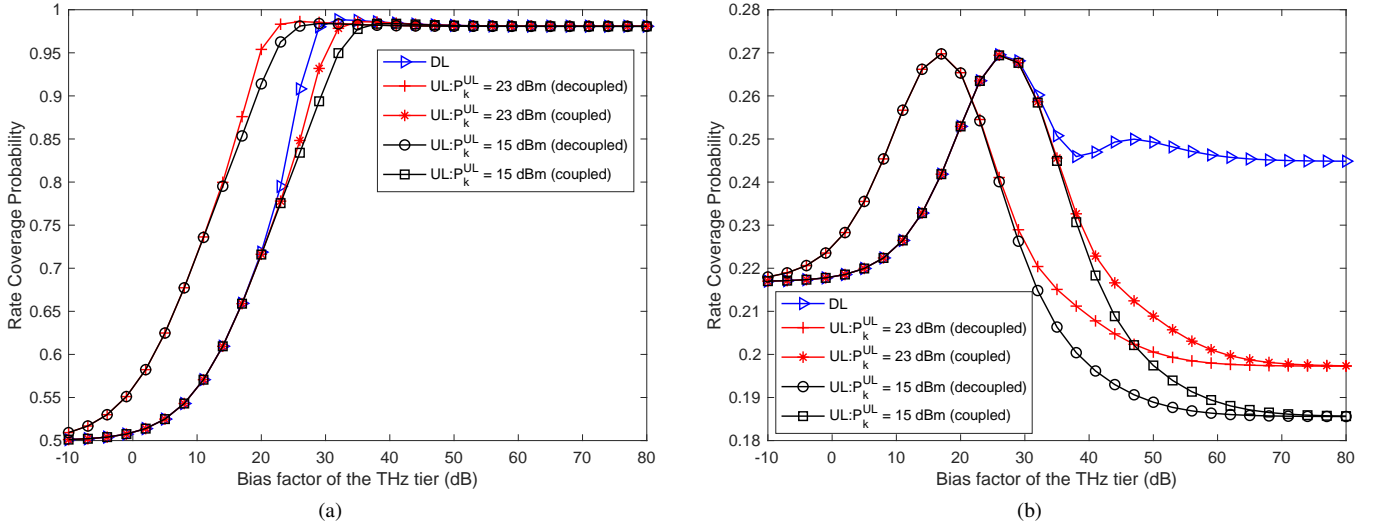 1
0.95
0.9
0.85
0.8
0.75
0.7
0.65
0.6
0.55
0.5
Rate Coverage Probability
DL
UL:P_k^UL = 23 dBm (decoupled)
UL:P_k^UL = 23 dBm (coupled)
UL:P_k^UL = 15 dBm (decoupled)
UL:P_k^UL = 15 dBm (coupled)
-10 0 10 20 30 40 50 60 70 80
Bias factor of the THz tier (dB)
(a)
0.28
0.27
0.26
0.25
0.24
0.23
0.22
0.21
0.2
0.19
0.18
Rate Coverage Probability
DL
UL:P_k^UL = 23 dBm (decoupled)
UL:P_k^UL = 23 dBm (coupled)
UL:P_k^UL = 15 dBm (decoupled)
UL:P_k^UL = 15 dBm (coupled)
-10 0 10 20 30 40 50 60 70 80
Bias factor of the THz tier (dB)
(b)